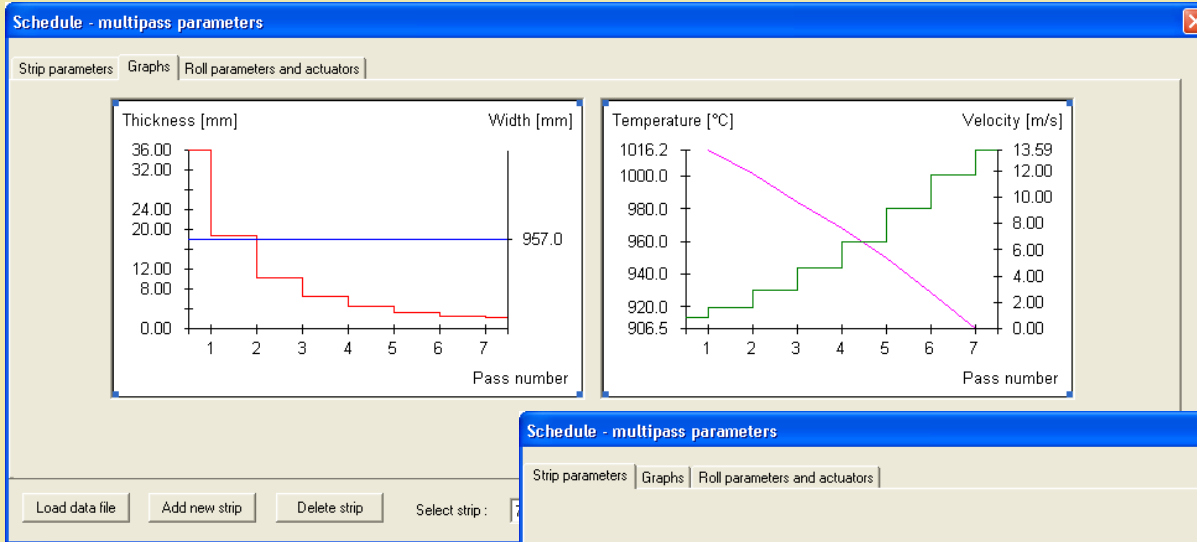 Schedule - multipass parameters
Strip parameters Graphs Roll parameters and actuators
Thickness [mm] Width [mm]
36.00
32.00
24.00
20.00
957.0
12.00
8.00
0.00
1 2 3 4 5 6 7
Pass number
Temperature [°C] Velocity [m/s]
1016.2 13.59
1000.0 12.00
10.00
980.0 8.00
960.0 6.00
940.0 4.00
920.0 2.00
906.5 0.00
1 2 3 4 5 6 7
Pass number
Load data file Add new strip Delete strip Select strip :
Schedule - multipass parameters
Strip parameters Graphs Roll parameters and actuators